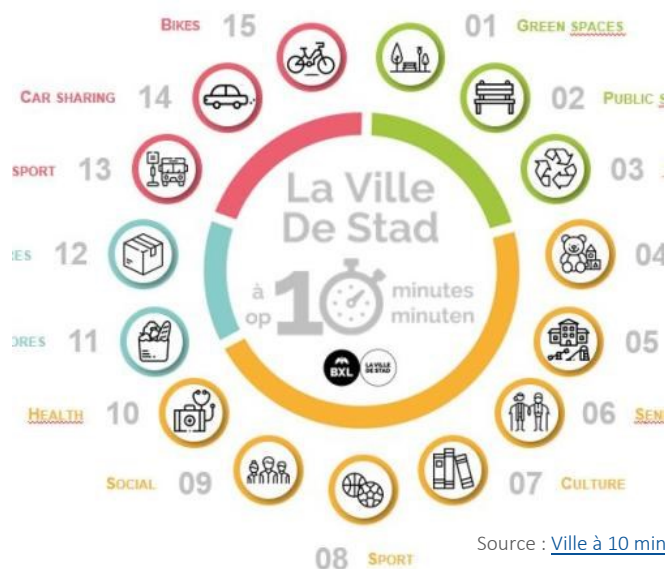 BIKES 15
01 GREEN SPACES
CAR SHARING 14
02 PUBLIC
SPORT 13
03
La Ville
De Stad
12
04
à 10 minutes
op minuten
ORES 11
05
BXL LA VILLE DE STAD
HEALTH 10
06
SOCIAL 09
07 CULTURE
Source : Ville à 10 min
08 SPORT